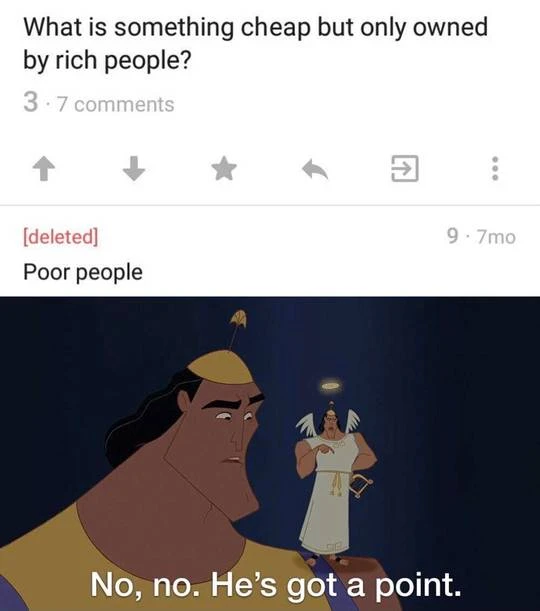 What is something cheap but only owned
by rich people?
3 · 7 comments
[deleted]
9 · 7mo
Poor people
No, no. He's got a point.